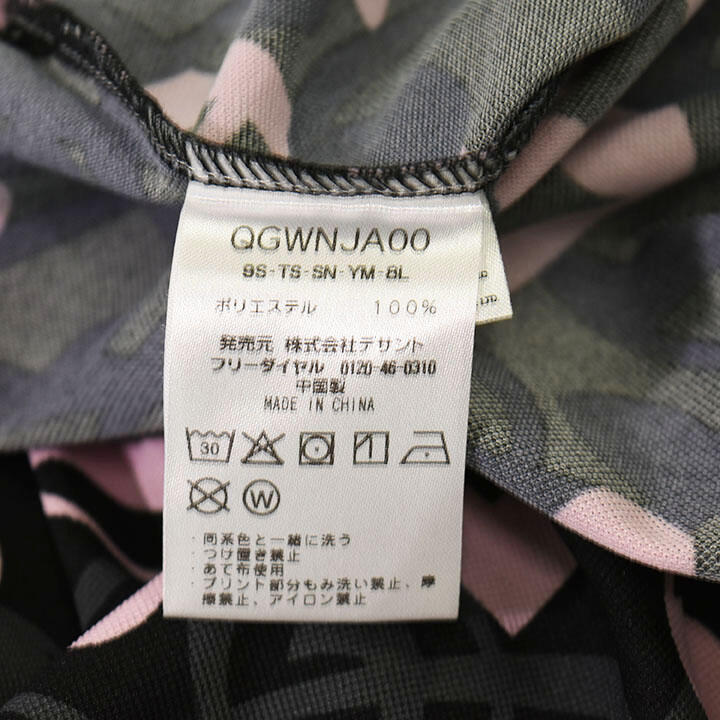 QGWNJA00
9S-TS-SN-YM-8L
ポリエステル 100%
発売元 株式会社デサント
フリーダイヤル 0120-46-0310
中国製
MADE IN CHINA
30
W
・同系色と一緒に洗う
・つけ置き禁止
・あて布使用
・プリント部分もみ洗い禁止、摩
擦禁止、アイロン禁止